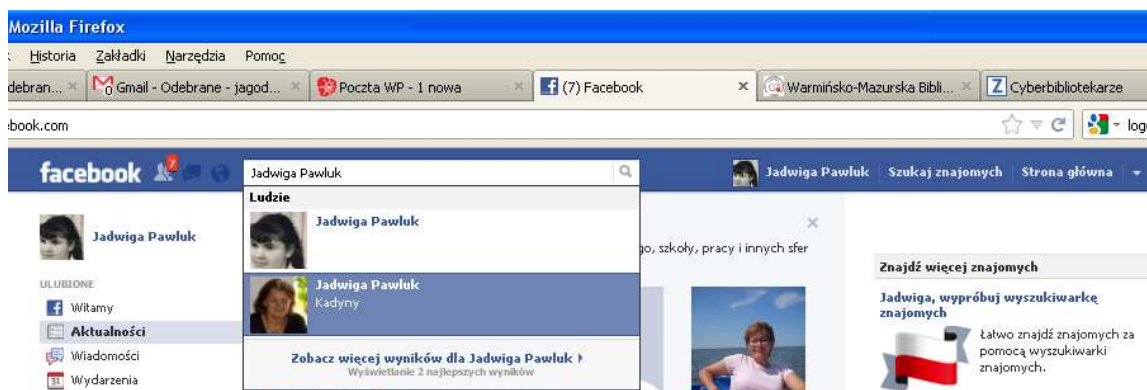 Mozilla Firefox
Historia Zakładki Narzędzia Pomoc
debran... Gmail - Odebrane - jagod... Poczta WP - 1 nowa (7) Facebook Warmińsko-Mazurska Bibli... Z Cyberbibliotekarze
ebook.com
facebook 7 Jadwiga Pawluk Jadwiga Pawluk Szukaj znajomych Strona główna
Ludzie
Jadwiga Pawluk
Jadwiga Pawluk
Jadwiga Pawluk
Kadyny
Zobacz więcej wyników dla Jadwiga Pawluk
Wyświetlanie 2 najlepszych wyników
ULUBIONE
Witamy
Aktualności
Wiadomości
31 Wydarzenia
go, szkoły, pracy i innych sfer
Znajdź więcej znajomych
Jadwiga, wypróbuj wyszukiwarkę
znajomych
Łatwo znajdź znajomych za
pomocą wyszukiwarki
znajomych.